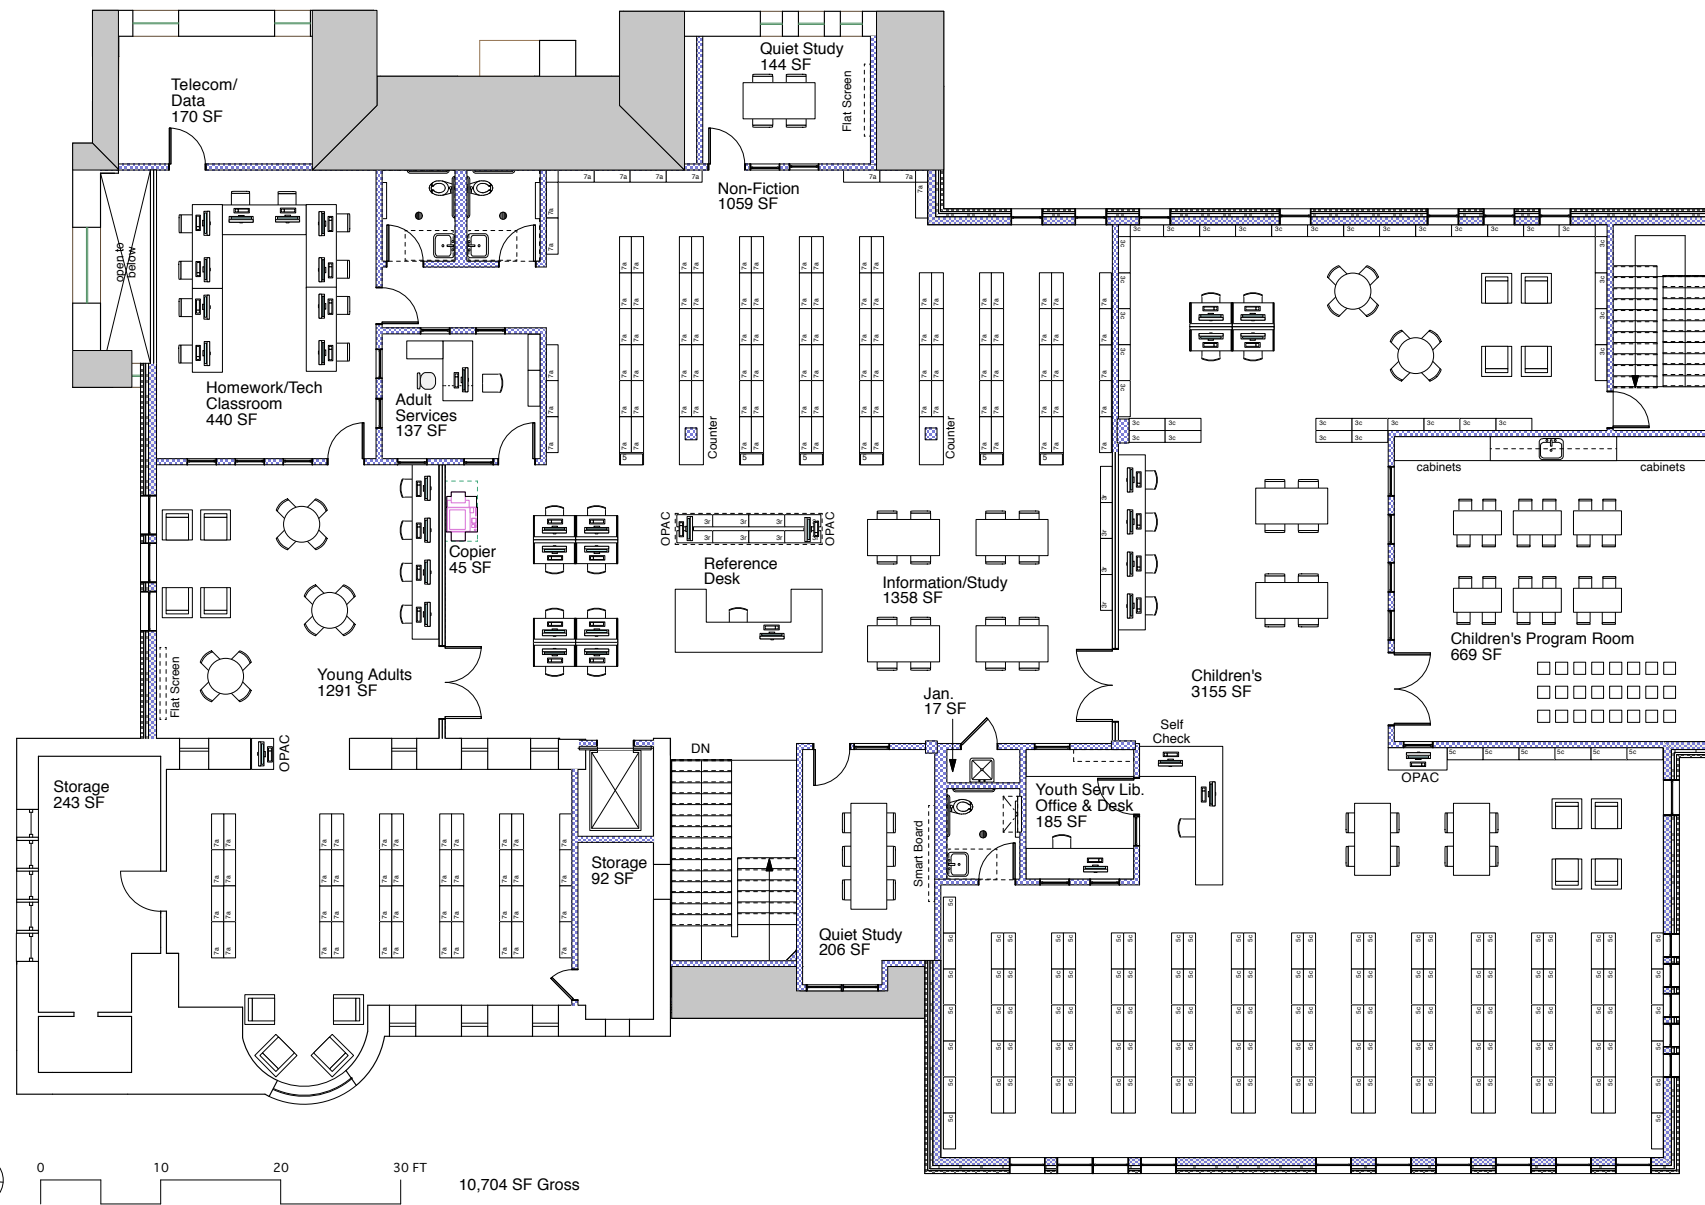 Telecom/
Data
170 SF
Quiet Study
144 SF
Flat Screen
Non-Fiction
1059 SF
open to
below
Homework/Tech
Classroom
440 SF
Adult
Services
137 SF
Counter
Counter
cabinets
cabinets
Copier
45 SF
OPAC
OPAC
Reference
Desk
Information/Study
1358 SF
Children's Program Room
669 SF
Young Adults
1291 SF
Flat Screen
Children's
3155 SF
Jan.
17 SF
Self
Check
OPAC
DN
OPAC
Storage
243 SF
Youth Serv Lib.
Office & Desk
185 SF
Smart Board
Storage
92 SF
Quiet Study
206 SF
0 10 20 30 FT
10,704 SF Gross